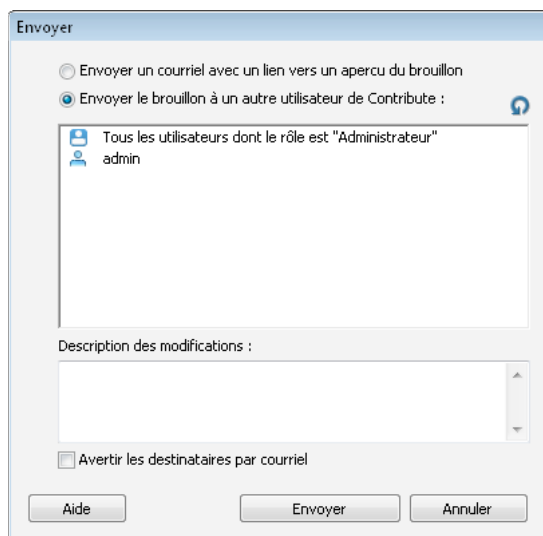 Envoyer
Envoyer un courriel avec un lien vers un apercu du brouillon
Envoyer le brouillon à un autre utilisateur de Contribute :
Tous les utilisateurs dont le rôle est "Administrateur"
admin
Description des modifications :
Avertir les destinataires par courriel
Aide Envoyer Annuler